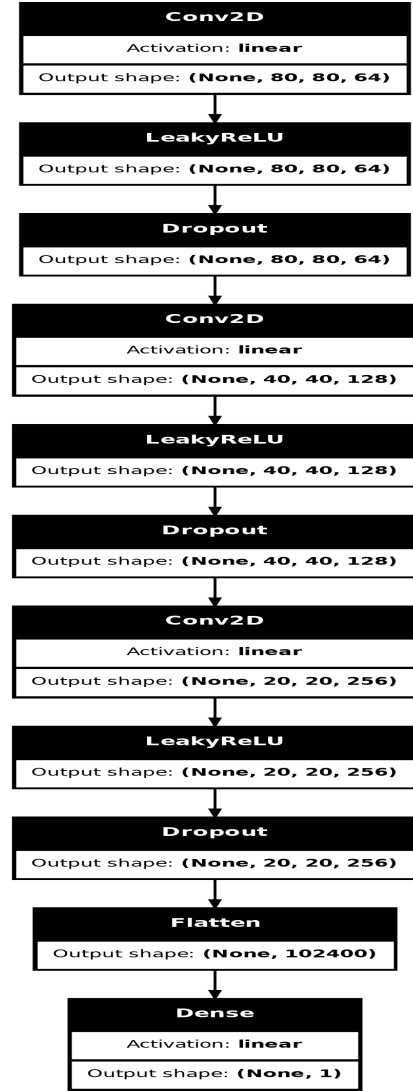 Conv2D
Activation: linear
Output shape: (None, 80, 80, 64)
LeakyReLU
Output shape: (None, 80, 80, 64)
Dropout
Output shape: (None, 80, 80, 64)
Conv2D
Activation: linear
Output shape: (None, 40, 40, 128)
LeakyReLU
Output shape: (None, 40, 40, 128)
Dropout
Output shape: (None, 40, 40, 128)
Conv2D
Activation: linear
Output shape: (None, 20, 20, 256)
LeakyReLU
Output shape: (None, 20, 20, 256)
Dropout
Output shape: (None, 20, 20, 256)
Flatten
Output shape: (None, 102400)
Dense
Activation: linear
Output shape: (None, 1)